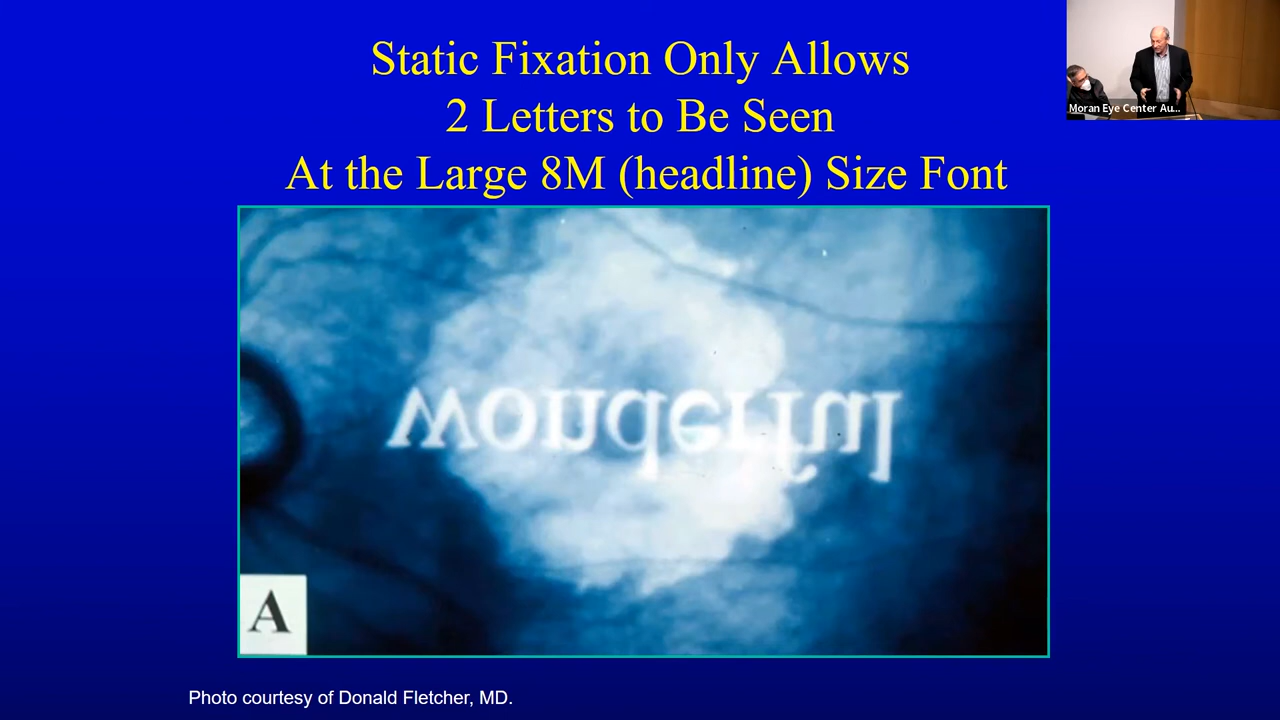 Static Fixation Only Allows
2 Letters to Be Seen
At the Large 8M (headline) Size Font
Moran Eye Center Au...
wonderful
A
Photo courtesy of Donald Fletcher, MD.